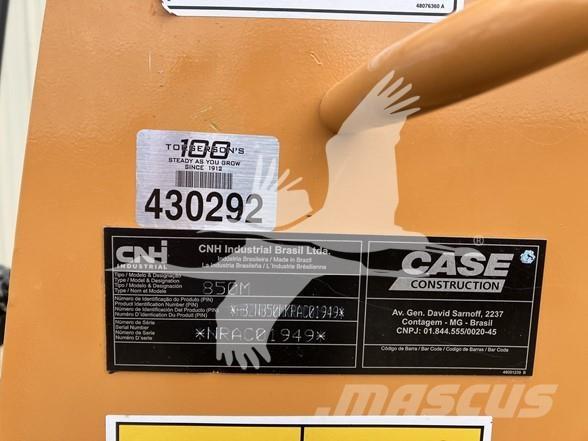 48076360 A
100
TORGERSON'S
STEADY AS YOU GROW
SINCE 1912
430292
CNH
INDUSTRIAL
CNH Industrial Brasil Ltda.
Indústria Brasileira / Made in Brazil
La Industria Brasileña / L'Industrie Brésilienne
Tipo / Modelo & Designação
Type / Model & Designation
Tipo / Modelo & Designación
Type / Nom et Modèle
850M
Número de Identificação do Produto (PIN)
Product Identification Number (PIN)
Número de Identificación Del Producto (PIN)
Numéro D'Identification Du Produit (PIN)
Número de Série
Serial Number
Número de Serie
Numéro D'serie
*NRAC01949*
CASE
®
CONSTRUCTION
Av. Gen. David Sarnoff, 2237
Contagem - MG - Brasil
CNPJ: 01.844.555/0020-45
Código de Barras / Bar Code / Código de Barras / Bar Code
MASCUS